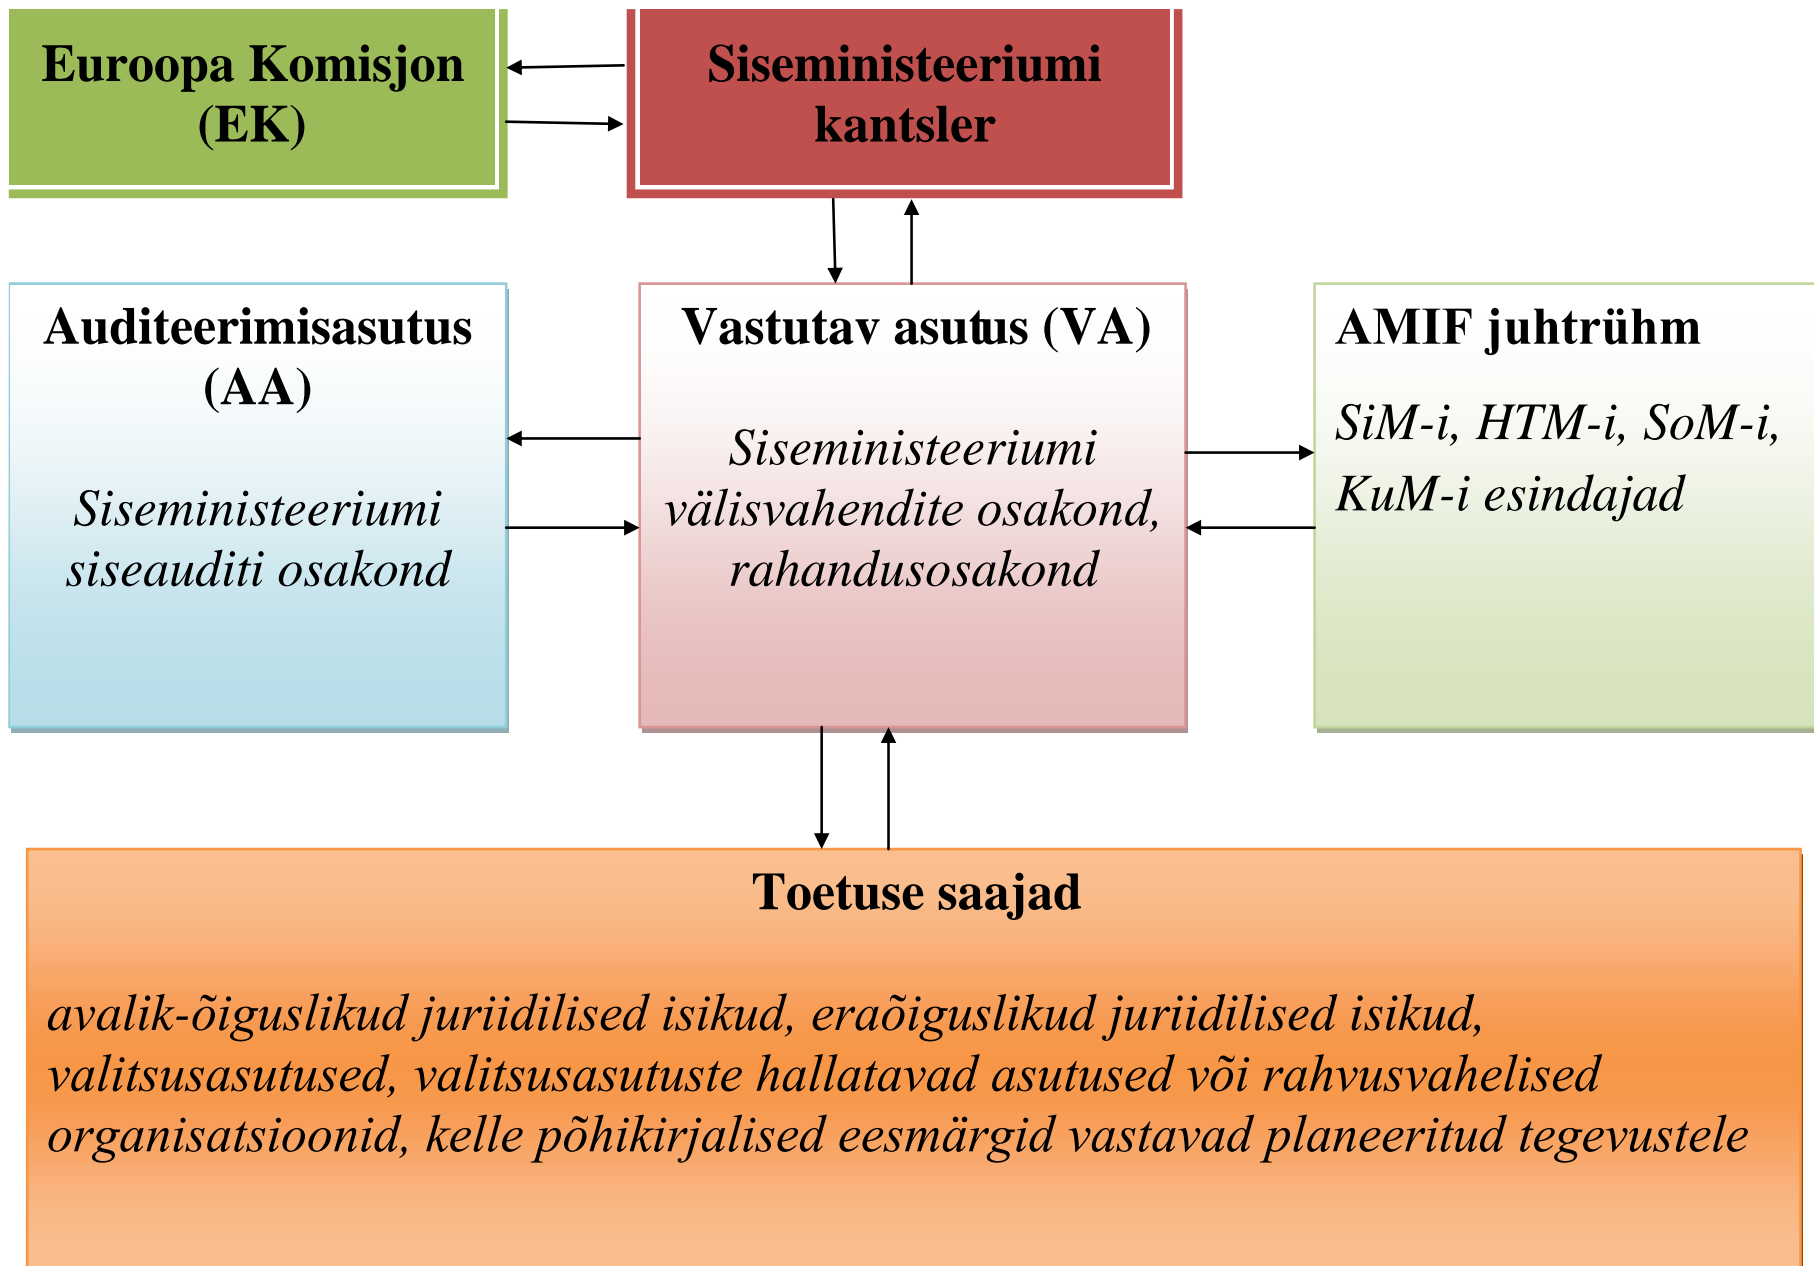 Euroopa Komisjon
(EK)
Siseministeeriumi
kantsler
Auditeerimisasutus
(AA)
Siseministeeriumi
siseauditi osakond
Vastutav asutus (VA)
Siseministeeriumi
välisvahendite osakond,
rahandusosakond
AMIF juhtrühm
SiM-i, HTM-i, SoM-i,
KuM-i esindajad
Toetuse saajad
avalik-õiguslikud juriidilised isikud, eraõiguslikud juriidilised isikud,
valitsusasutused, valitsusasutuste hallatavad asutused või rahvusvahelised
organisatsioonid, kelle põhikirjalised eesmärgid vastavad planeeritud tegevustele